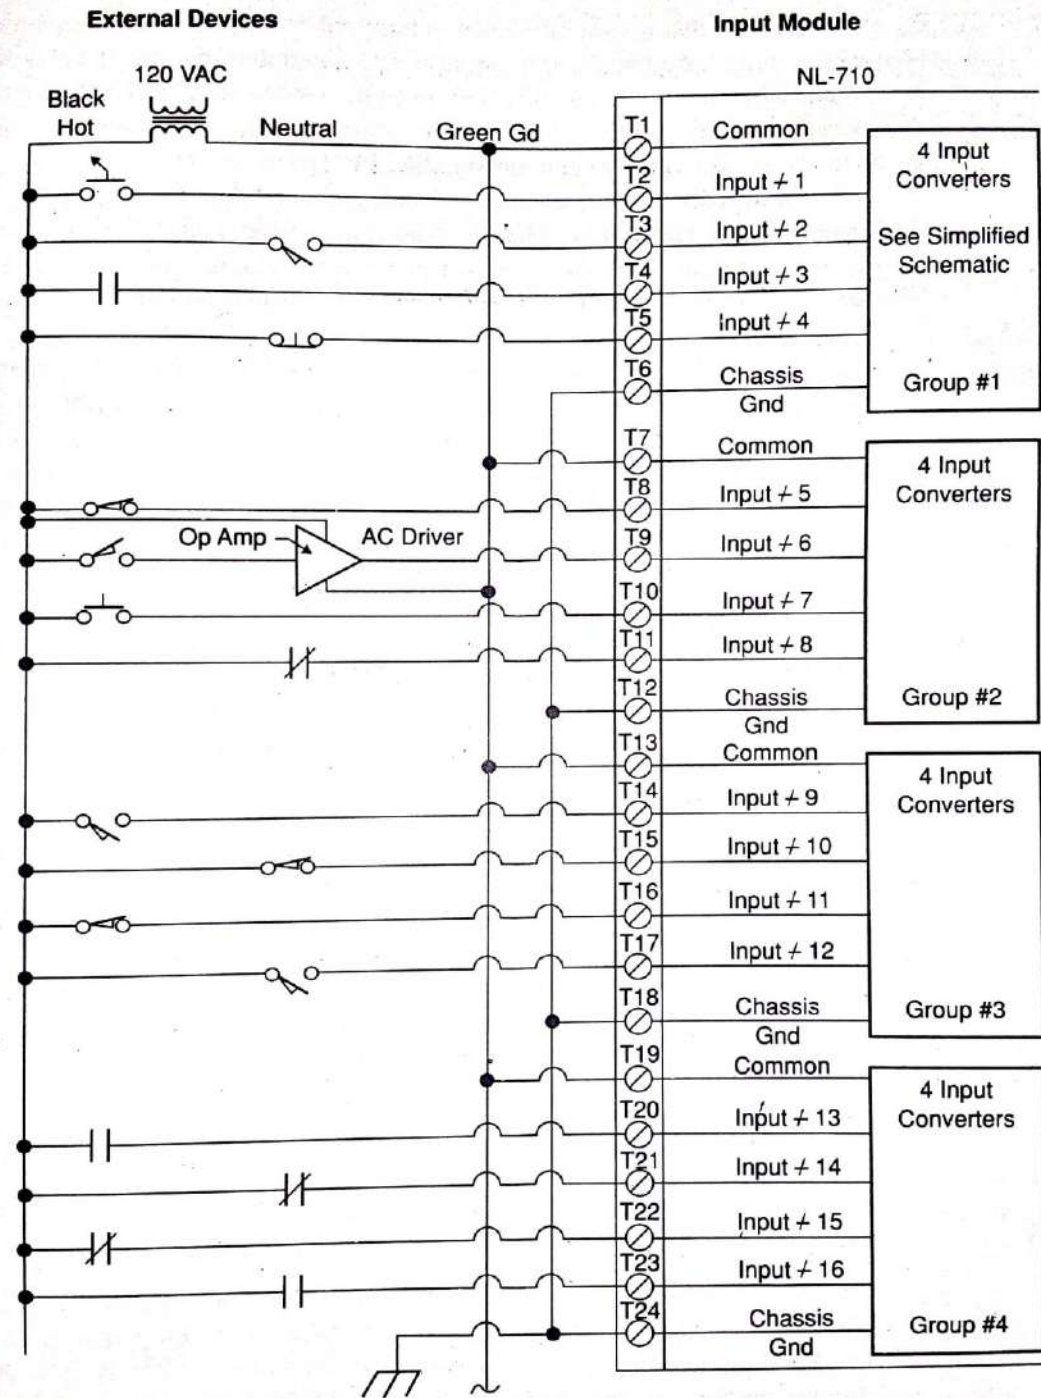 External Devices
Input Module
120 VAC
NL-710
Black
Hot
Neutral
Green Gd
T1
Common
T2
Input # 1
T3
Input # 2
T4
Input # 3
T5
Input # 4
T6
Chassis
Gnd
4 Input
Converters
See Simplified
Schematic
Group #1
T7
Common
T8
Input # 5
Op Amp
AC Driver
T9
Input # 6
T10
Input # 7
T11
Input # 8
T12
Chassis
Gnd
4 Input
Converters
Group #2
T13
Common
T14
Input # 9
T15
Input # 10
T16
Input # 11
T17
Input # 12
T18
Chassis
Gnd
4 Input
Converters
Group #3
T19
Common
T20
Input # 13
T21
Input # 14
T22
Input # 15
T23
Input # 16
T24
Chassis
Gnd
4 Input
Converters
Group #4